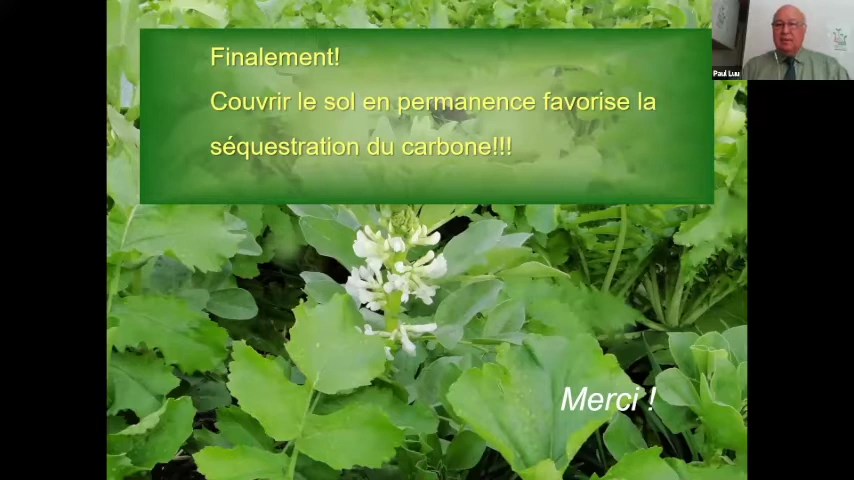 Finalement!
Couvrir le sol en permanence favorise la
séquestration du carbone!!!
Merci !
Paul Luu